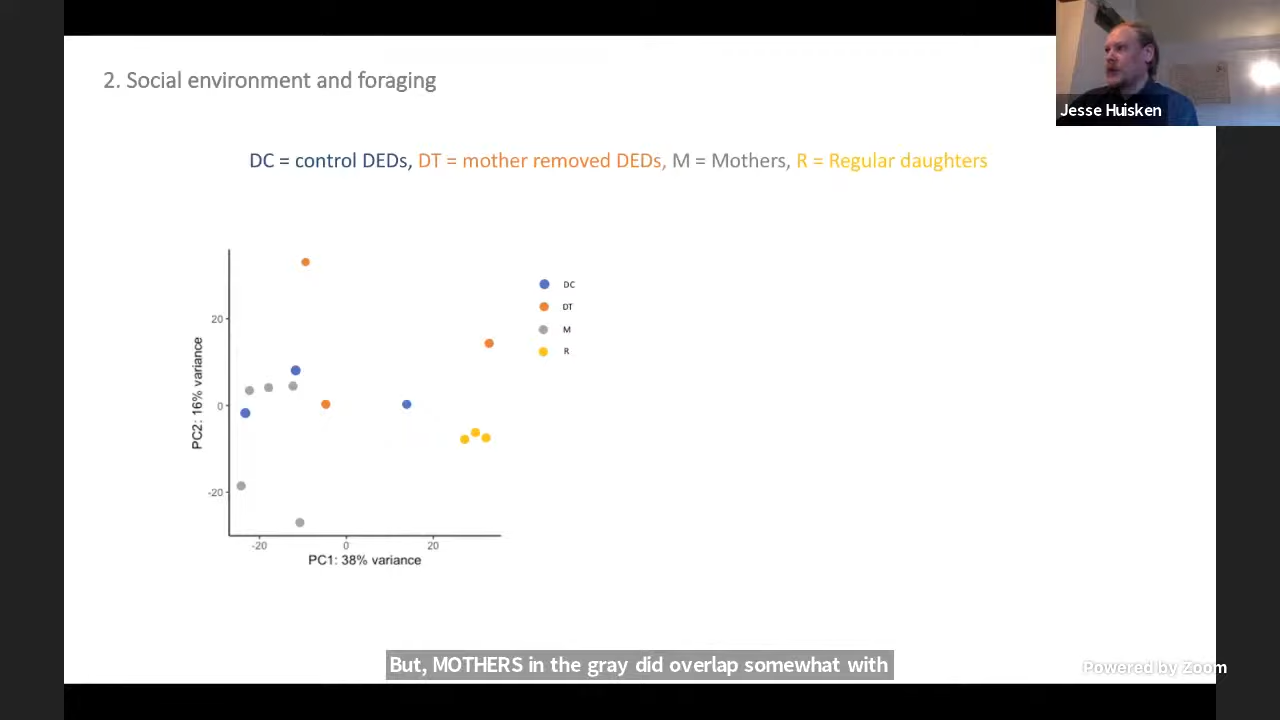 Jesse Huisken
2. Social environment and foraging
DC = control DEDs, DT = mother removed DEDs, M = Mothers, R = Regular daughters
DC
DT
M
R
20
0
-20
PC2: 16% variance
-20
0
20
PC1: 38% variance
But, MOTHERS in the gray did overlap somewhat with
Powered by Zoom